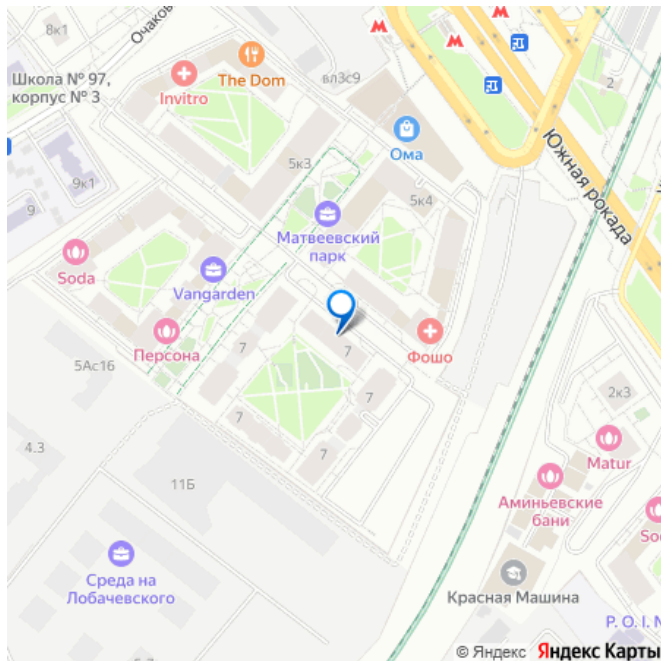 8к1
Очаков
The Dom
вл3с9
Школа № 97,
корпус № 3
Invitro
Ома
5к3
Южная рокада
9к1
9
5к4
Матвеевский
парк
Soda
Vangarden
Фошо
Персона
7
7
5Ас16
7
7
7
2к3
4.3
11Б
Matur
Аминьевские
бани
Среда на
Лобачевского
Красная Машина
P. O. I.
© Яндекс Яндекс Карты